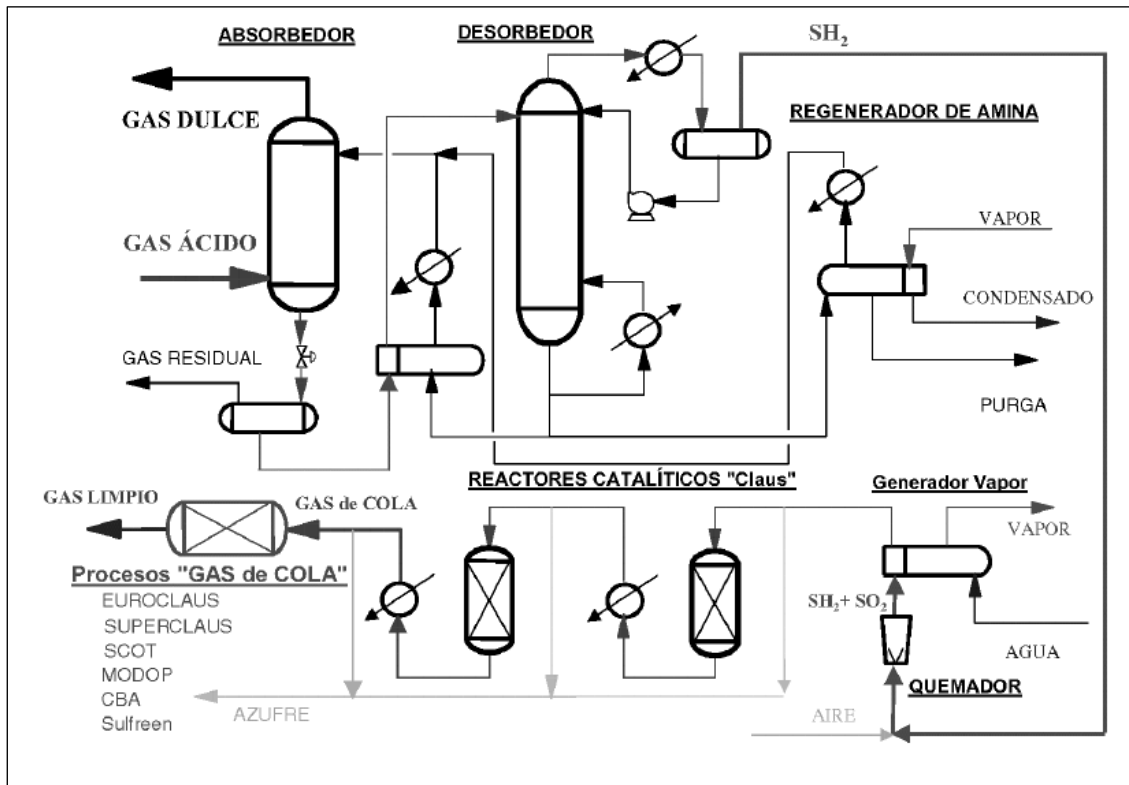 ABSORBEDOR
DESORBEDOR
SH₂
GAS DULCE
REGENERADOR DE AMINA
GAS ÁCIDO
VAPOR
CONDENSADO
GAS RESIDUAL
PURGA
REACTORES CATALÍTICOS "Claus"
Generador Vapor
GAS LIMPIO
GAS de COLA
VAPOR
Procesos "GAS de COLA"
EUROCLAUS
SUPERCLAUS
SCOT
MODOP
CBA
Sulfreen
SH₂+ SO₂
AGUA
QUEMADOR
AZUFRE
AIRE